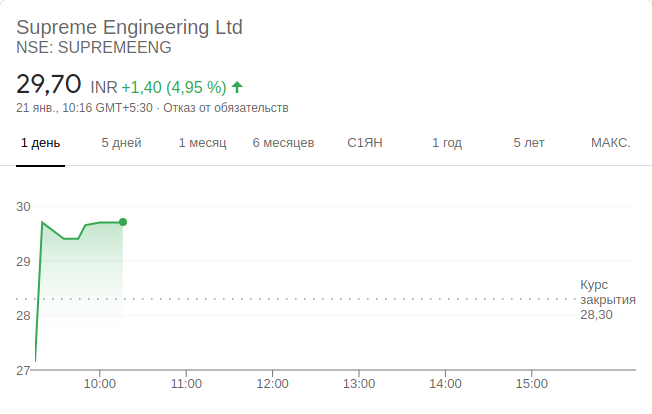 Supreme Engineering Ltd
NSE: SUPREMEENG
29,70 INR +1,40 (4,95 %)
21 янв., 10:16 GMT+5:30 · Отказ от обязательств
1 день 5 дней 1 месяц 6 месяцев С1ЯН 1 год 5 лет МАКС.
30
29
Курс
закрытия
28,30
28
27
10:00 11:00 12:00 13:00 14:00 15:00